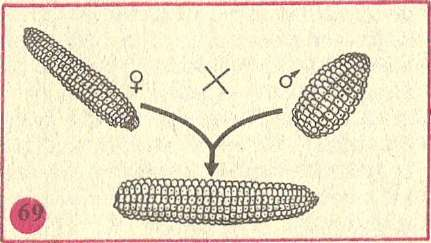 ♀ × ♂
69